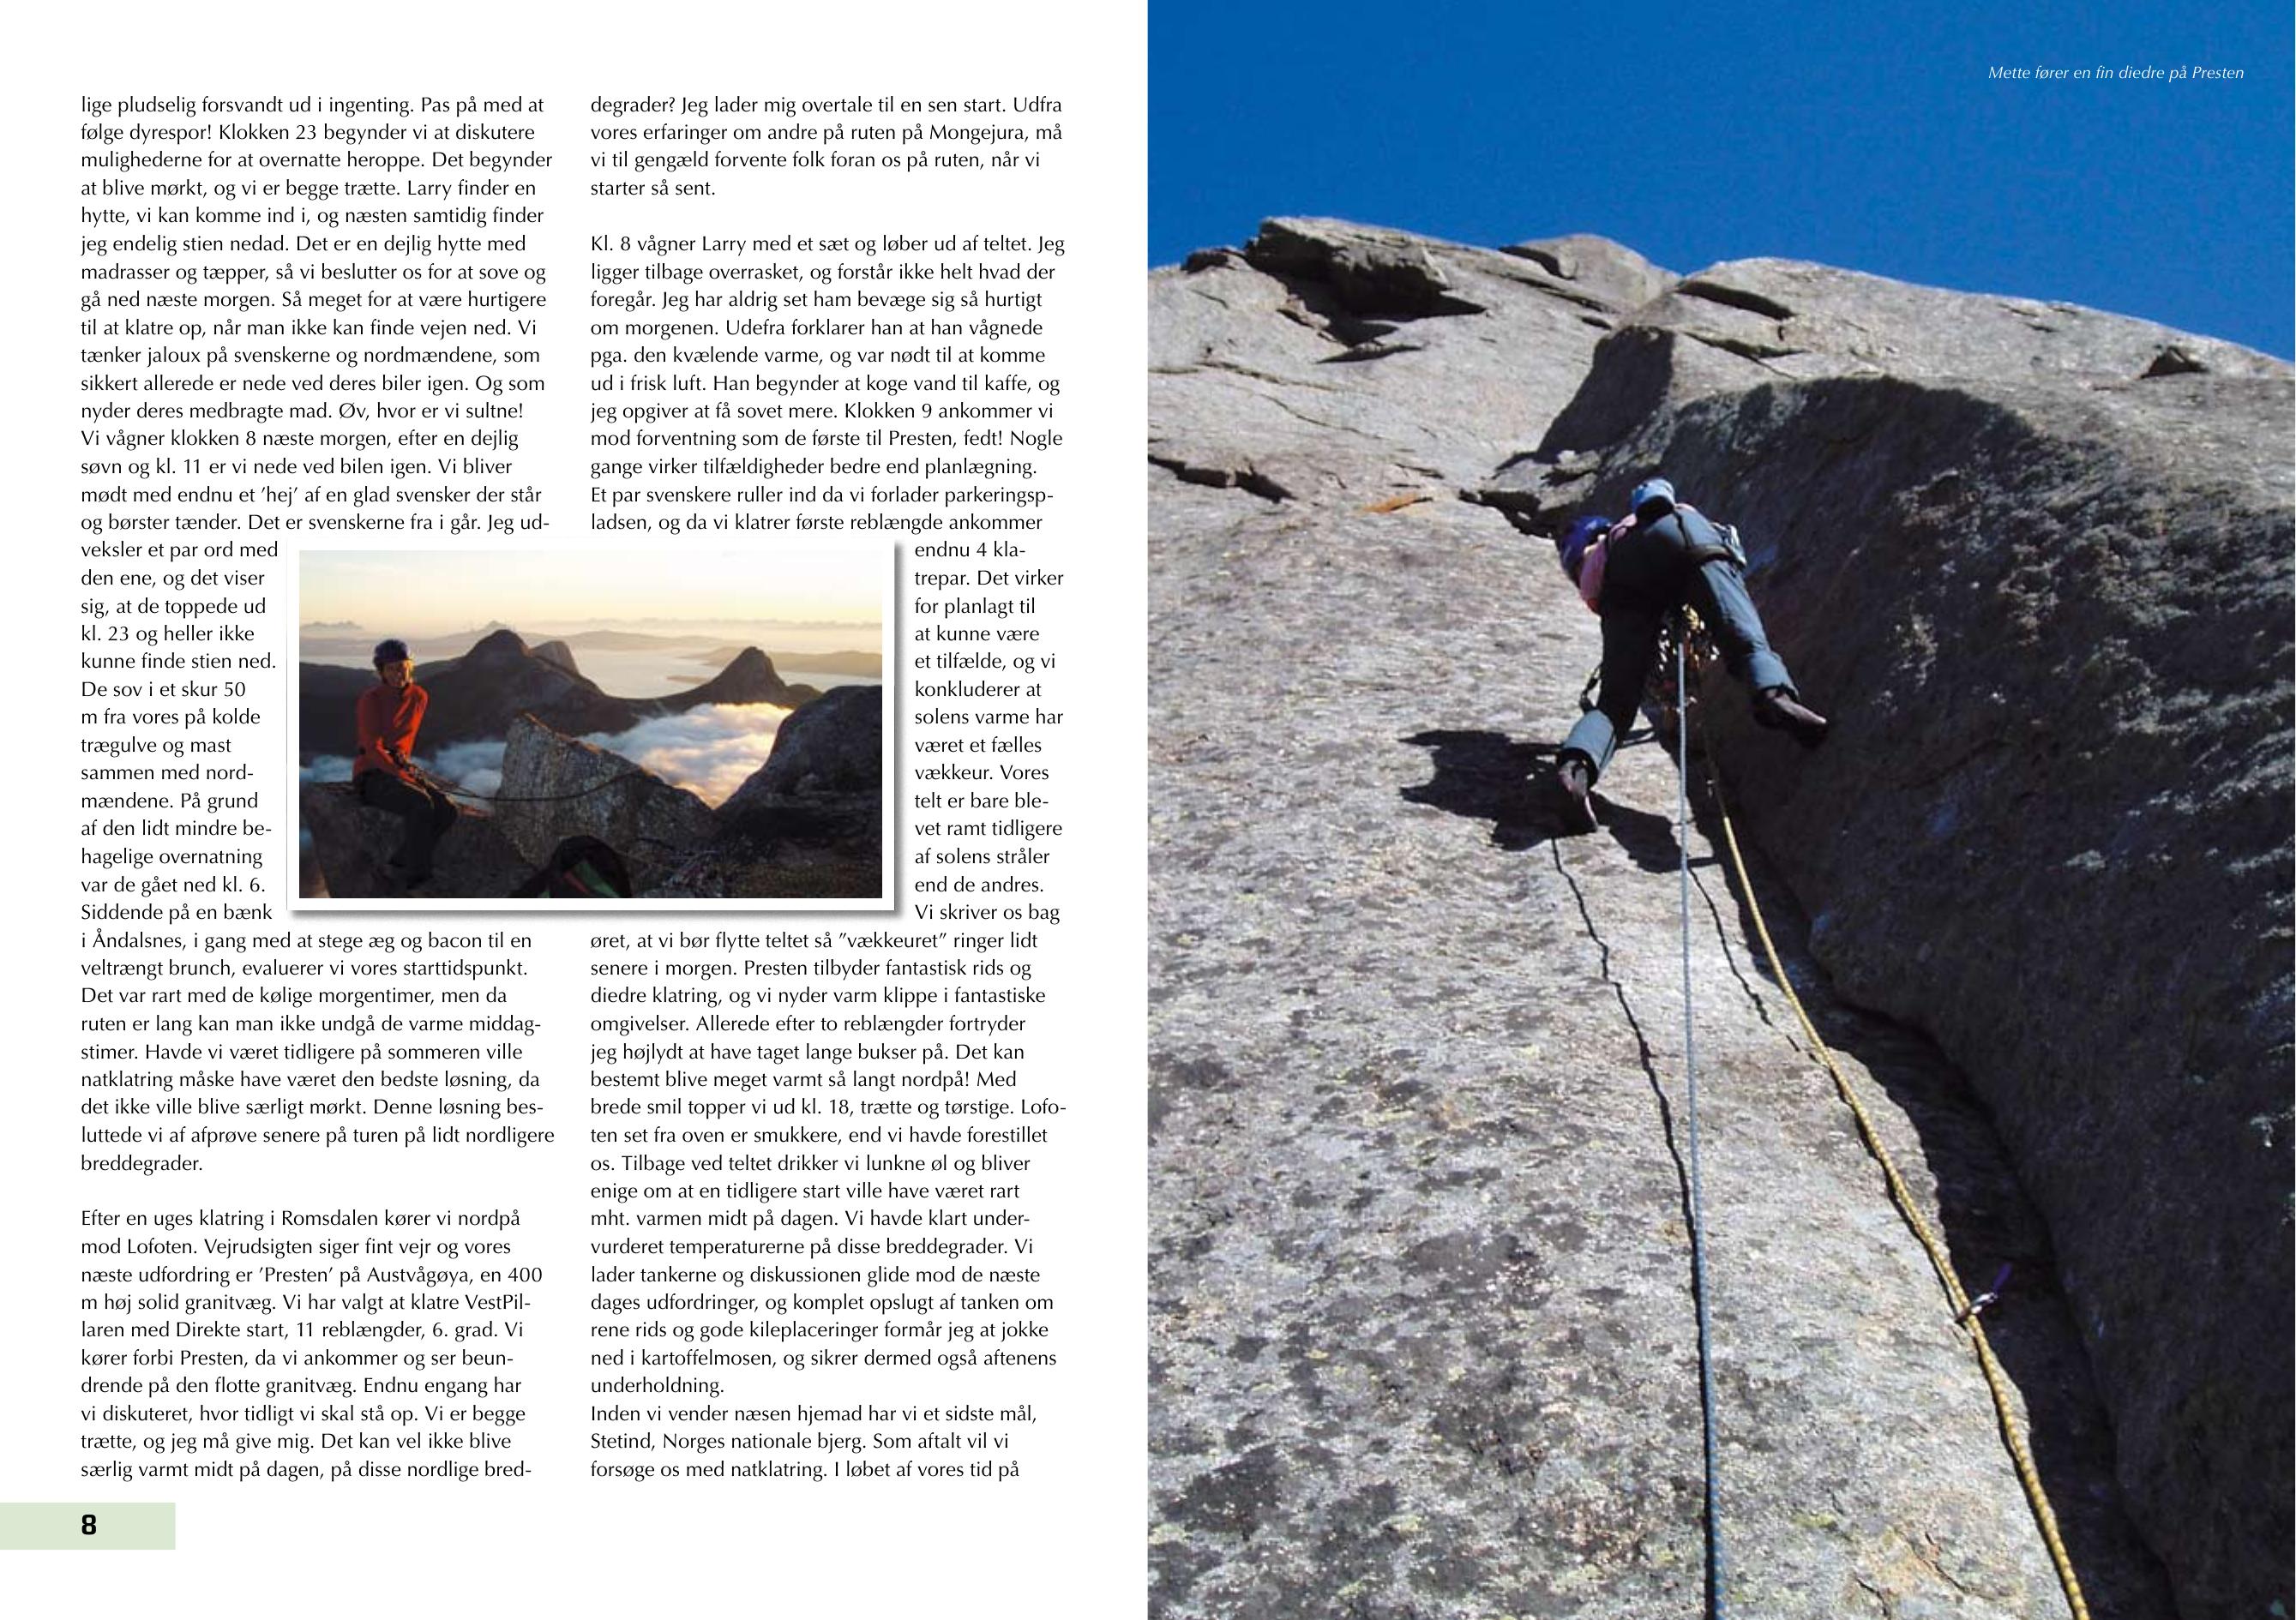 lige pludselig forsvandt ud i ingenting. Pas på med at
følge dyrespor! Klokken 23 begynder vi at diskutere
mulighederne for at overnatte heroppe. Det begynder
at blive mørkt, og vi er begge trætte. Larry finder en
hytte, vi kan komme ind i, og næsten samtidig finder
jeg endelig stien nedad. Det er en dejlig hytte med
madrasser og tæpper, så vi beslutter os for at sove og
gå ned næste morgen. Så meget for at være hurtigere
til at klatre op, når man ikke kan finde vejen ned. Vi
tænker jaloux på svenskerne og nordmændene, som
sikkert allerede er nede ved deres biler igen. Og som
nyder deres medbragte mad. Øv, hvor er vi sultne!
Vi vågner klokken 8 næste morgen, efter en dejlig
søvn og kl. 11 er vi nede ved bilen igen. Vi bliver
mødt med endnu et ’hej’ af en glad svensker der står
og børster tænder. Det er svenskerne fra i går. Jeg ud-
veksler et par ord med
den ene, og det viser
sig, at de toppede ud
kl. 23 og heller ikke
kunne finde stien ned.
De sov i et skur 50
m fra vores på kolde
trægulve og mast
sammen med nord-
mændene. På grund
af den lidt mindre be-
hagelige overnatning
var de gået ned kl. 6.
Siddende på en bænk
i Åndalsnes, i gang med at stege æg og bacon til en
veltrængt brunch, evaluerer vi vores starttidspunkt.
Det var rart med de kølige morgentimer, men da
ruten er lang kan man ikke undgå de varme middag-
stimer. Havde vi været tidligere på sommeren ville
natklatring måske have været den bedste løsning, da
det ikke ville blive særligt mørkt. Denne løsning bes-
luttede vi af afprøve senere på turen på lidt nordligere
breddegrader.
Efter en uges klatring i Romsdalen kører vi nordpå
mod Lofoten. Vejrudsigten siger fint vejr og vores
næste udfordring er ’Presten’ på Austvågøya, en 400
m høj solid granitvæg. Vi har valgt at klatre VestPil-
laren med Direkte start, 11 reblængder, 6. grad. Vi
kører forbi Presten, da vi ankommer og ser beun-
drende på den flotte granitvæg. Endnu engang har
vi diskuteret, hvor tidligt vi skal stå op. Vi er begge
trætte, og jeg må give mig. Det kan vel ikke blive
særlig varmt midt på dagen, på disse nordlige bred-
degrader? Jeg lader mig overtale til en sen start. Udfra
vores erfaringer om andre på ruten på Mongejura, må
vi til gengæld forvente folk foran os på ruten, når vi
starter så sent.
Kl. 8 vågner Larry med et sæt og løber ud af teltet. Jeg
ligger tilbage overrasket, og forstår ikke helt hvad der
foregår. Jeg har aldrig set ham bevæge sig så hurtigt
om morgenen. Udefra forklarer han at han vågnede
pga. den kvælende varme, og var nødt til at komme
ud i frisk luft. Han begynder at koge vand til kaffe, og
jeg opgiver at få sovet mere. Klokken 9 ankommer vi
mod forventning som de første til Presten, fedt! Nogle
gange virker tilfældigheder bedre end planlægning.
Et par svenskere ruller ind da vi forlader parkeringsp-
ladsen, og da vi klatrer første reblængde ankommer
endnu 4 kla-
trepar. Det virker
for planlagt til
at kunne være
et tilfælde, og vi
konkluderer at
solens varme har
været et fælles
vækkeur. Vores
telt er bare ble-
vet ramt tidligere
af solens stråler
end de andres.
Vi skriver os bag
øret, at vi bør flytte teltet så ”vækkeuret” ringer lidt
senere i morgen. Presten tilbyder fantastisk rids og
diedre klatring, og vi nyder varm klippe i fantastiske
omgivelser. Allerede efter to reblængder fortryder
jeg højlydt at have taget lange bukser på. Det kan
bestemt blive meget varmt så langt nordpå! Med
brede smil topper vi ud kl. 18, trætte og tørstige. Lofo-
ten set fra oven er smukkere, end vi havde forestillet
os. Tilbage ved teltet drikker vi lunkne øl og bliver
enige om at en tidligere start ville have været rart
mht. varmen midt på dagen. Vi havde klart under-
vurderet temperaturerne på disse breddegrader. Vi
lader tankerne og diskussionen glide mod de næste
dages udfordringer, og komplet opslugt af tanken om
rene rids og gode kileplaceringer formår jeg at jokke
ned i kartoffelmosen, og sikrer dermed også aftenens
underholdning.
Inden vi vender næsen hjemad har vi et sidste mål,
Stetind, Norges nationale bjerg. Som aftalt vil vi
forsøge os med natklatring. I løbet af vores tid på
8
Mette fører en fin diedre på Presten